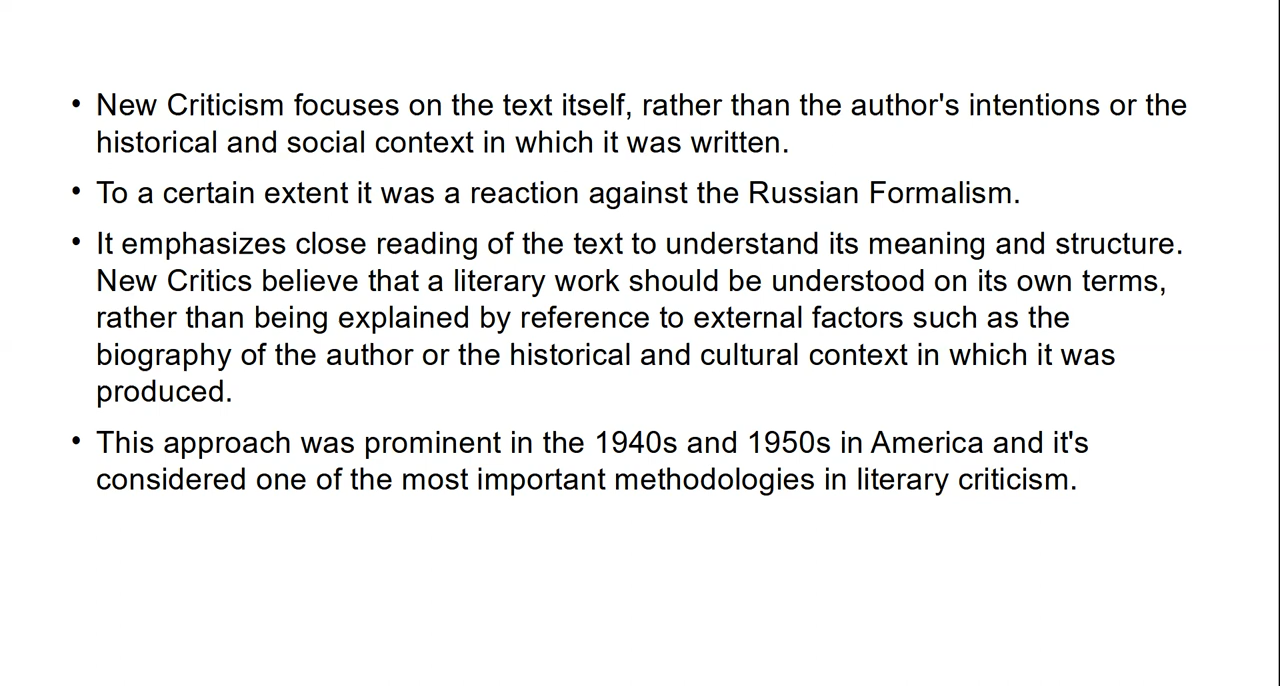 • New Criticism focuses on the text itself, rather than the author's intentions or the
historical and social context in which it was written.
• To a certain extent it was a reaction against the Russian Formalism.
• It emphasizes close reading of the text to understand its meaning and structure.
New Critics believe that a literary work should be understood on its own terms,
rather than being explained by reference to external factors such as the
biography of the author or the historical and cultural context in which it was
produced.
• This approach was prominent in the 1940s and 1950s in America and it's
considered one of the most important methodologies in literary criticism.